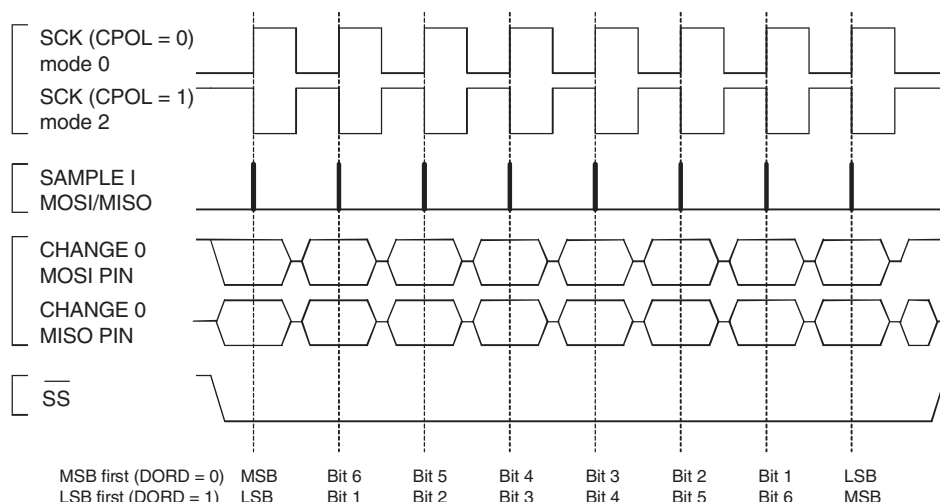 SCK (CPOL = 0)
mode 0
SCK (CPOL = 1)
mode 2
SAMPLE I
MOSI/MISO
CHANGE 0
MOSI PIN
CHANGE 0
MISO PIN
SS
MSB first (DORD = 0) MSB Bit 6 Bit 5 Bit 4 Bit 3 Bit 2 Bit 1 LSB
LSB first (DORD = 1) LSB Bit 1 Bit 2 Bit 3 Bit 4 Bit 5 Bit 6 MSB